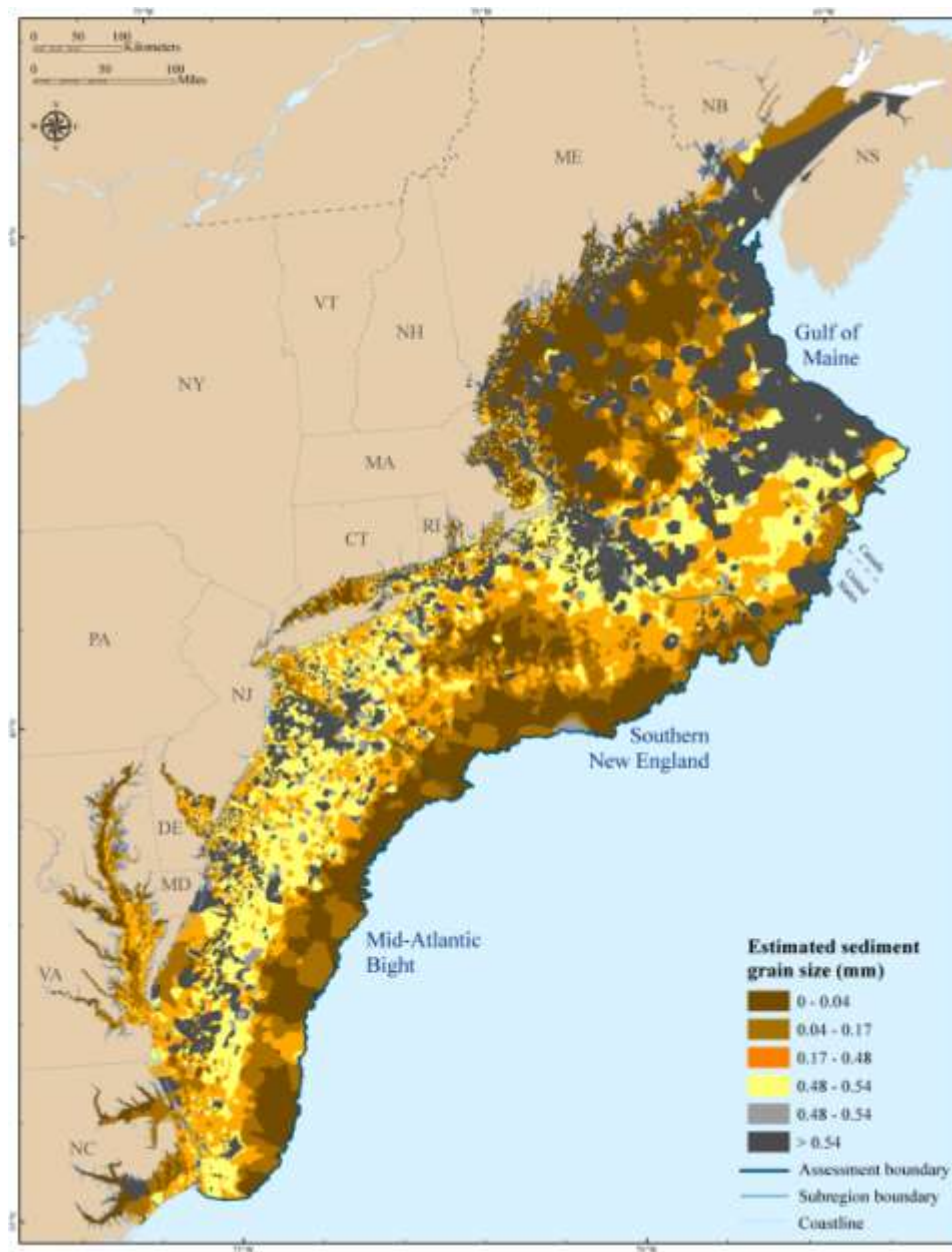 0 50 100
Kilometers
0 50 100
Miles
N
W E
S
NB
ME
NS
VT
NH
Gulf of
Maine
NY
MA
CT
RI
PA
NJ
Southern
New England
DE
MD
Mid-Atlantic
Bight
VA
NC
Estimated sediment
grain size (mm)
0 - 0.04
0.04 - 0.17
0.17 - 0.48
0.48 - 0.54
0.48 - 0.54
> 0.54
Assessment boundary
Subregion boundary
Coastline